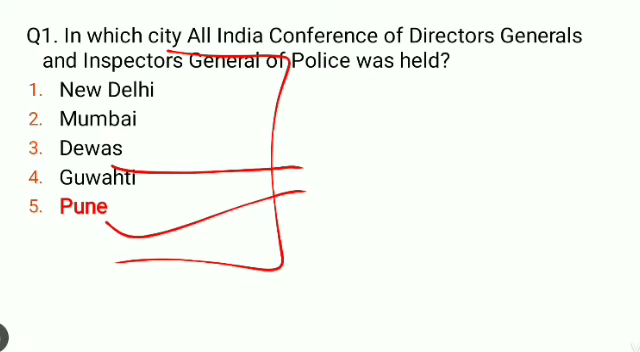 Q1. In which city All India Conference of Directors Generals
and Inspectors General of Police was held?
1. New Delhi
2. Mumbai
3. Dewas
4. Guwahti
5. Pune